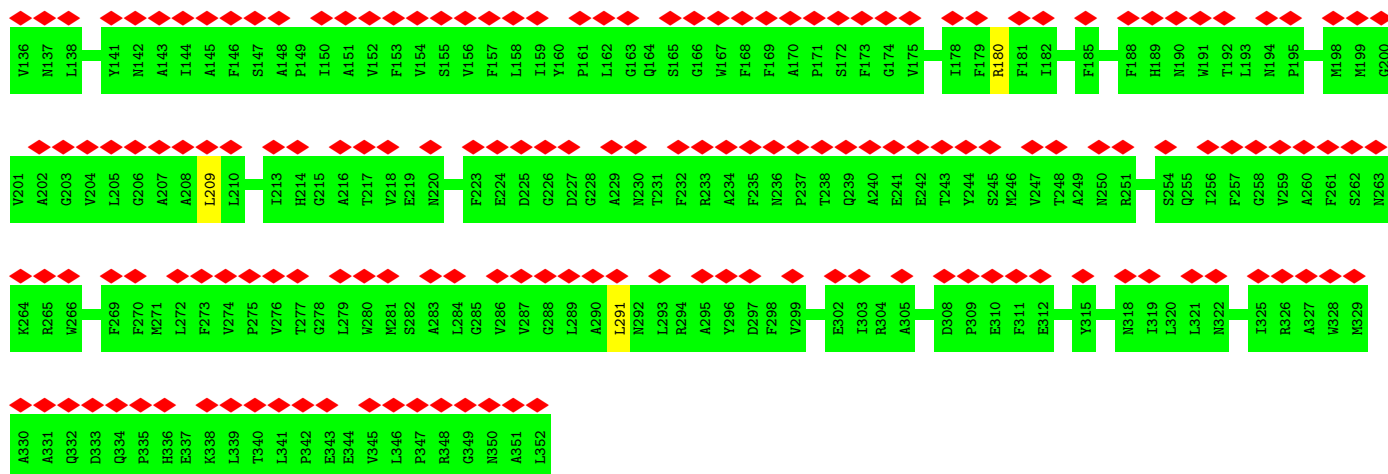 V136 N137 L138 Y141 N142 A143 I144 A145 F146 S147 A148 P149 I150 A151 V152 F153 V154 S155 V156 F157 L158 I159 Y160 P161 L162 G163 Q164 S165 G166 W167 F168 F169 A170 P171 S172 F173 G174 V175 I178 F179 R180 F181 I182 F185 F188 H189 N190 W191 T192 L193 N194 P195 M198 M199 G200
V201 A202 G203 V204 L205 G206 A207 A208 L209 L210 I213 H214 G215 A216 T217 V218 E219 N220 F223 E224 D225 G226 D227 G228 A229 N230 T231 F232 R233 A234 F235 N236 P237 T238 Q239 A240 E241 E242 T243 Y244 S245 M246 V247 T248 A249 N250 R251 S254 Q255 I256 F257 G258 V259 A260 F261 S262 N263
K264 R265 W266 F269 F270 M271 L272 F273 V274 P275 V276 T277 G278 L279 W280 M281 S282 A283 L284 G285 V286 V287 G288 L289 A290 L291 N292 L293 R294 A295 Y296 D297 F298 V299 E302 I303 R304 A305 D308 P309 E310 F311 E312 Y315 N318 I319 L320 L321 N322 I325 R326 A327 W328 M329
A330 A331 Q332 D333 Q334 P335 H336 E337 K338 L339 T340 L341 P342 E343 E344 V345 L346 P347 R348 G349 N350 A351 L352